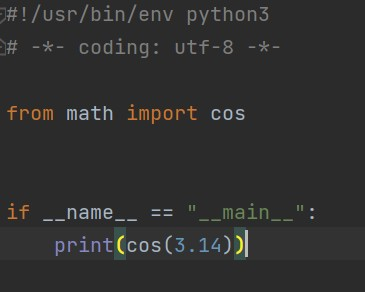 #!/usr/bin/env python3
# -*- coding: utf-8 -*-
from math import cos
if __name__ == "__main__":
    print(cos(3.14))